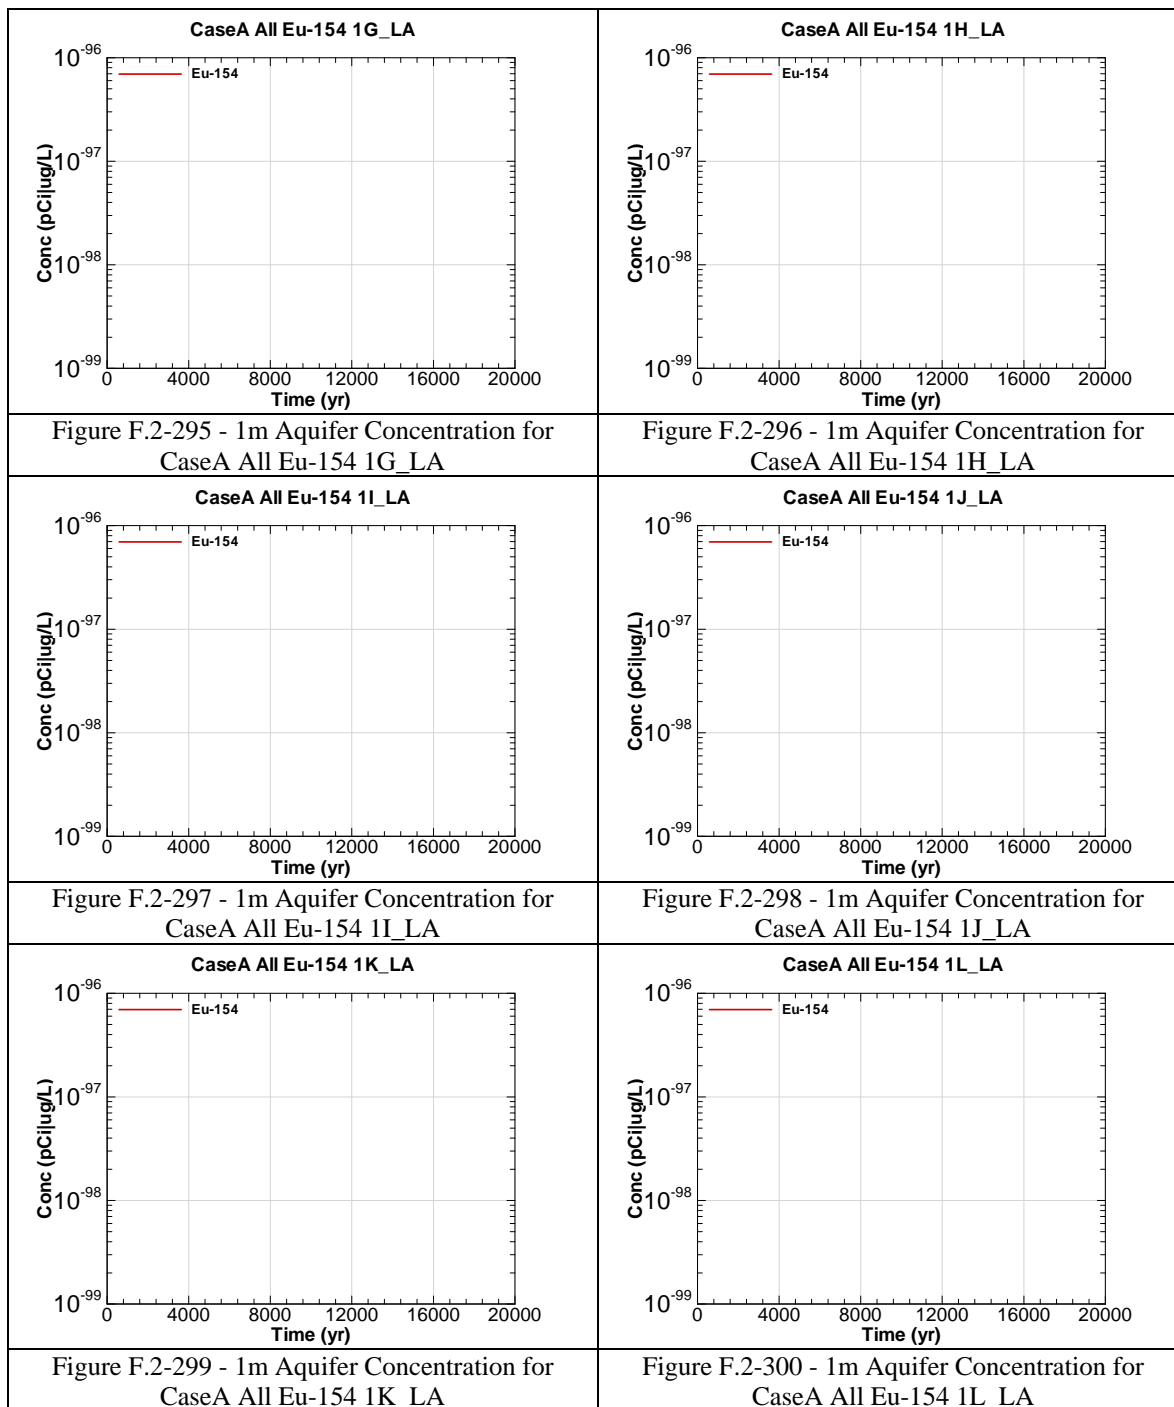 CaseA All Eu-154 1G_LA
Eu-154
Conc (pCi|ug/L)
10-96
10-97
10-98
10-99
0 4000 8000 12000 16000 20000
Time (yr)
Figure F.2-295 - 1m Aquifer Concentration for
CaseA All Eu-154 1G_LA
CaseA All Eu-154 1H_LA
Eu-154
Conc (pCi|ug/L)
10-96
10-97
10-98
10-99
0 4000 8000 12000 16000 20000
Time (yr)
Figure F.2-296 - 1m Aquifer Concentration for
CaseA All Eu-154 1H_LA
CaseA All Eu-154 1I_LA
Eu-154
Conc (pCi|ug/L)
10-96
10-97
10-98
10-99
0 4000 8000 12000 16000 20000
Time (yr)
Figure F.2-297 - 1m Aquifer Concentration for
CaseA All Eu-154 1I_LA
CaseA All Eu-154 1J_LA
Eu-154
Conc (pCi|ug/L)
10-96
10-97
10-98
10-99
0 4000 8000 12000 16000 20000
Time (yr)
Figure F.2-298 - 1m Aquifer Concentration for
CaseA All Eu-154 1J_LA
CaseA All Eu-154 1K_LA
Eu-154
Conc (pCi|ug/L)
10-96
10-97
10-98
10-99
0 4000 8000 12000 16000 20000
Time (yr)
Figure F.2-299 - 1m Aquifer Concentration for
CaseA All Eu-154 1K_LA
CaseA All Eu-154 1L_LA
Eu-154
Conc (pCi|ug/L)
10-96
10-97
10-98
10-99
0 4000 8000 12000 16000 20000
Time (yr)
Figure F.2-300 - 1m Aquifer Concentration for
CaseA All Eu-154 1L_LA